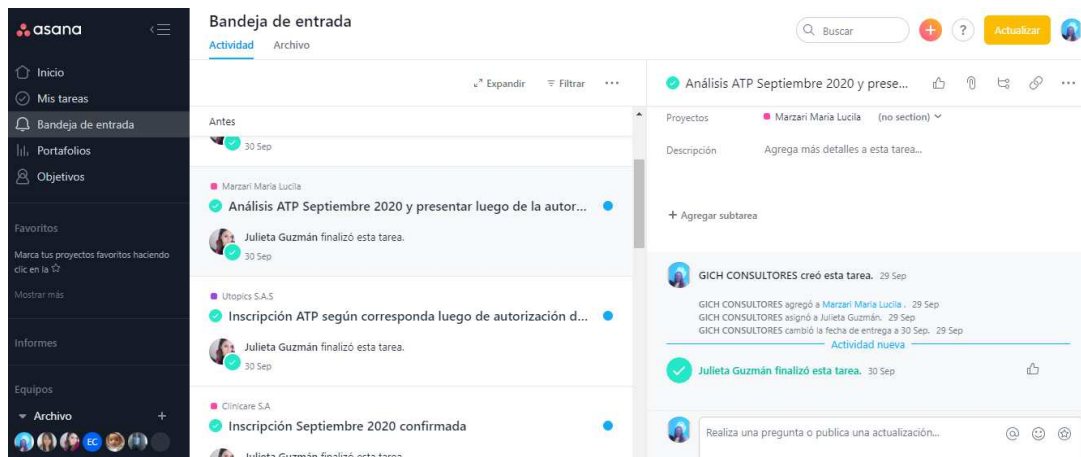 asana
Inicio
Mis tareas
Bandeja de entrada
Portafolios
Objetivos
Favoritos
Marca tus proyectos favoritos haciendo
clic en la
Mostrar más
Informes
Equipos
Archivo
EC
Bandeja de entrada
Actividad Archivo
Buscar
?
Actualizar
Expandir Filtrar ...
Antes
30 Sep
Marzari Maria Lucila
Análisis ATP Septiembre 2020 y presentar luego de la autor...
Julieta Guzmán finalizó esta tarea.
30 Sep
Utopics S.A.S
Inscripción ATP según corresponda luego de autorización d...
Julieta Guzmán finalizó esta tarea.
30 Sep
Clinicare S.A
Inscripción Septiembre 2020 confirmada
Julieta Guzmán finalizó esta tarea.
Análisis ATP Septiembre 2020 y prese...
Proyectos Marzari Maria Lucila (no section)
Descripción Agrega más detalles a esta tarea...
+ Agregar subtarea
GICH CONSULTORES creó esta tarea. 29 Sep
GICH CONSULTORES agregó a Marzari Maria Lucila . 29 Sep
GICH CONSULTORES asignó a Julieta Guzmán. 29 Sep
GICH CONSULTORES cambió la fecha de entrega a 30 Sep. 29 Sep
Actividad nueva
Julieta Guzmán finalizó esta tarea. 30 Sep
Realiza una pregunta o publica una actualización...